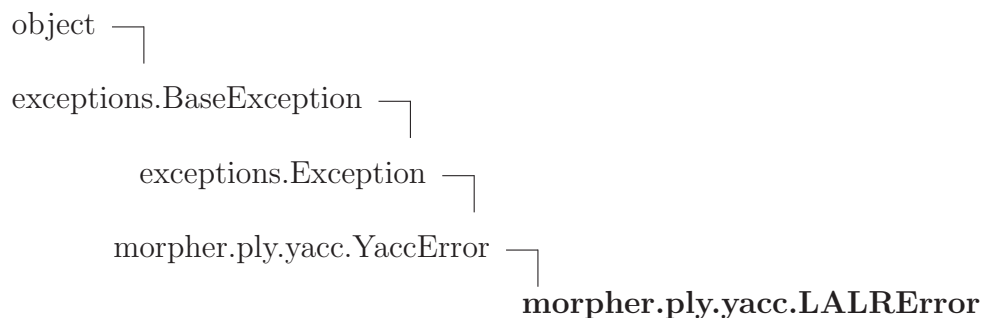 object
exceptions.BaseException
exceptions.Exception
morpher.ply.yacc.YaccError
morpher.ply.yacc.LALRError